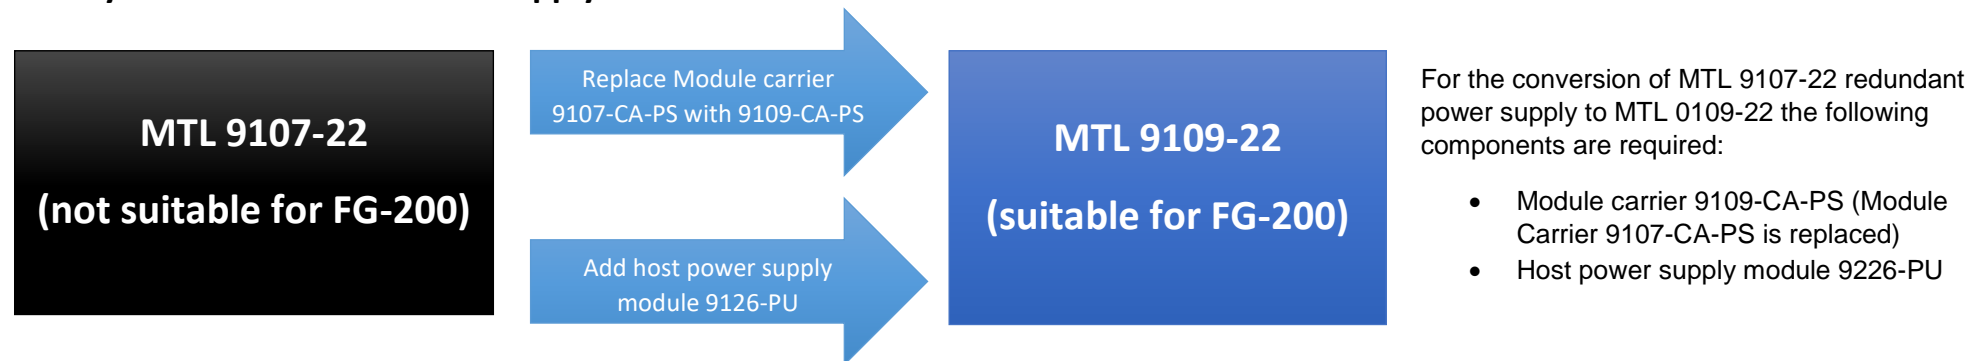 MTL 9107-22
(not suitable for FG-200)
Replace Module carrier
9107-CA-PS with 9109-CA-PS
Add host power supply
module 9126-PU
MTL 9109-22
(suitable for FG-200)
For the conversion of MTL 9107-22 redundant
power supply to MTL 0109-22 the following
components are required:
• Module carrier 9109-CA-PS (Module
Carrier 9107-CA-PS is replaced)
• Host power supply module 9226-PU